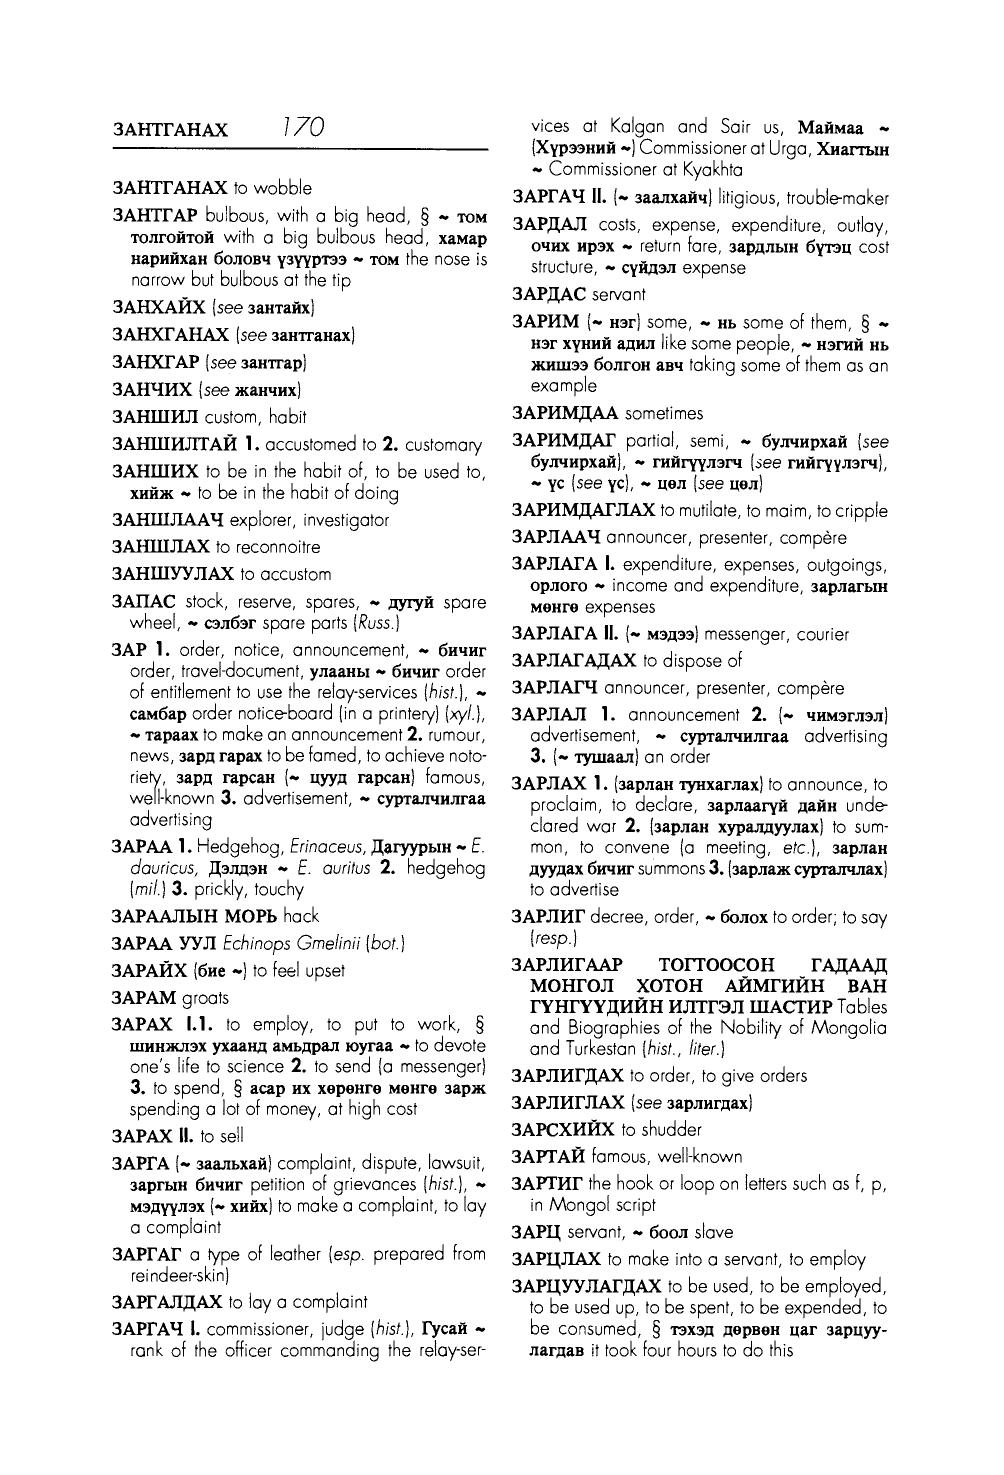 ЗАНТГАНАХ 170
ЗАНТГАНАХ to wobble
ЗАНТГАР bulbous, with a big head, § ~ том
толгойтой with a big bulbous head, хамар
нарийхан боловч үзүүртээ ~ том the nose is
narrow but bulbous at the tip
ЗАНХАЙХ (see зантайх)
ЗАНХГАНАХ (see зантганах)
ЗАНХГАР (see зантгар)
ЗАНЧИХ (see жанчих)
ЗАНШИЛ custom, habit
ЗАНШИЛТАЙ 1. accustomed to 2. customary
ЗАНШИХ to be in the habit of, to be used to,
хийж ~ to be in the habit of doing
ЗАНШЛААЧ explorer, investigator
ЗАНШЛАХ to reconnoitre
ЗАНШУУЛАХ to accustom
ЗАПАС stock, reserve, spares, ~ дугуй spare
wheel, ~ сэлбэг spare parts (Russ.)
ЗАР 1. order, notice, announcement, ~ бичиг
order, travel-document, улааны ~ бичиг order
of entitlement to use the relay-services (hist.), ~
самбар order notice-board (in a printery) (xyl.),
~ тараах to make an announcement 2. rumour,
news, зард гарах to be famed, to achieve noto-
riety, зард гарсан (~ цууд гарсан) famous,
well-known 3. advertisement, ~ сурталчилгаа
advertising
ЗАРАА 1. Hedgehog, Erinaceus, Дагуурын ~ E.
dauricus, Дэлдэн ~ E. auritus 2. hedgehog
(mil.) 3. prickly, touchy
ЗАРААЛЫН МОРЬ hack
ЗАРАА УУЛ Echinops Gmelinii (bot.)
ЗАРАЙХ (бие ~) to feel upset
ЗАРАМ groats
ЗАРАХ I.1. to employ, to put to work, §
шинжлэх ухаанд амьдрал юугаа ~ to devote
one's life to science 2. to send (a messenger)
3. to spend, § асар их хөрөнгө мөнгө зарж
spending a lot of money, at high cost
ЗАРАХ II. to sell
ЗАРГА (~ заальхай) complaint, dispute, lawsuit,
заргын бичиг petition of grievances (hist.), ~
мэдүүлэх (~ хийх) to make a complaint, to lay
a complaint
ЗАРГАГ a type of leather (esp. prepared from
reindeer-skin)
ЗАРГАЛДАХ to lay a complaint
ЗАРГАЧ I. commissioner, judge (hist.), Гусай ~
rank of the officer commanding the relay-ser-
vices at Kalgan and Sair us, Маймаа ~
(Хүрээний ~) Commissioner at Urga, Хиагтын
~ Commissioner at Kyakhta
ЗАРГАЧ II. (~ заалхайч) litigious, trouble-maker
ЗАРДАЛ costs, expense, expenditure, outlay,
очих ирэх ~ return fare, зардлын бүтэц cost
structure, ~ сүйдэл expense
ЗАРДАС servant
ЗАРИМ (~ нэг) some, ~ нь some of them, § ~
нэг хүний адил like some people, ~ нэгий нь
жишээ болгон авч taking some of them as an
example
ЗАРИМДАА sometimes
ЗАРИМДАГ partial, semi, ~ булчирхай (see
булчирхай), ~ гийгүүлэгч (see гийгүүлэгч),
~ үс (see үс), ~ цөл (see цөл)
ЗАРИМДАГЛАХ to mutilate, to maim, to cripple
ЗАРЛААЧ announcer, presenter, compère
ЗАРЛАГА I. expenditure, expenses, outgoings,
орлого ~ income and expenditure, зарлагын
мөнгө expenses
ЗАРЛАГА II. (~ мэдээ) messenger, courier
ЗАРЛАГАДАХ to dispose of
ЗАРЛАГЧ announcer, presenter, compère
ЗАРЛАЛ 1. announcement 2. (~ чимэглэл)
advertisement, ~ сурталчилгаа advertising
3. (~ тушаал) an order
ЗАРЛАХ 1. (зарлан тунхаглах) to announce, to
proclaim, to declare, зарлаагүй дайн unde-
clared war 2. (зарлан хуралдуулах) to sum-
mon, to convene (a meeting, etc.), зарлан
дуудах бичиг summons 3. (зарлаж сурталчлах)
to advertise
ЗАРЛИГ decree, order, ~ болох to order; to say
(resp.)
ЗАРЛИГААР ТОГТООСОН ГАДААД
МОНГОЛ ХОТОН АЙМГИЙН ВАН
ГҮНГҮҮДИЙН ИЛТГЭЛ ШАСТИР Tables
and Biographies of the Nobility of Mongolia
and Turkestan (hist., liter.)
ЗАРЛИГДАХ to order, to give orders
ЗАРЛИГЛАХ (see зарлигдах)
ЗАРСХИЙХ to shudder
ЗАРТАЙ famous, well-known
ЗАРТИГ the hook or loop on letters such as f, p,
in Mongol script
ЗАРЦ servant, ~ боол slave
ЗАРЦЛАХ to make into a servant, to employ
ЗАРЦУУЛАГДАХ to be used, to be employed,
to be used up, to be spent, to be expended, to
be consumed, § тэхэд дөрвөн цаг зарцуу-
лагдав it took four hours to do this